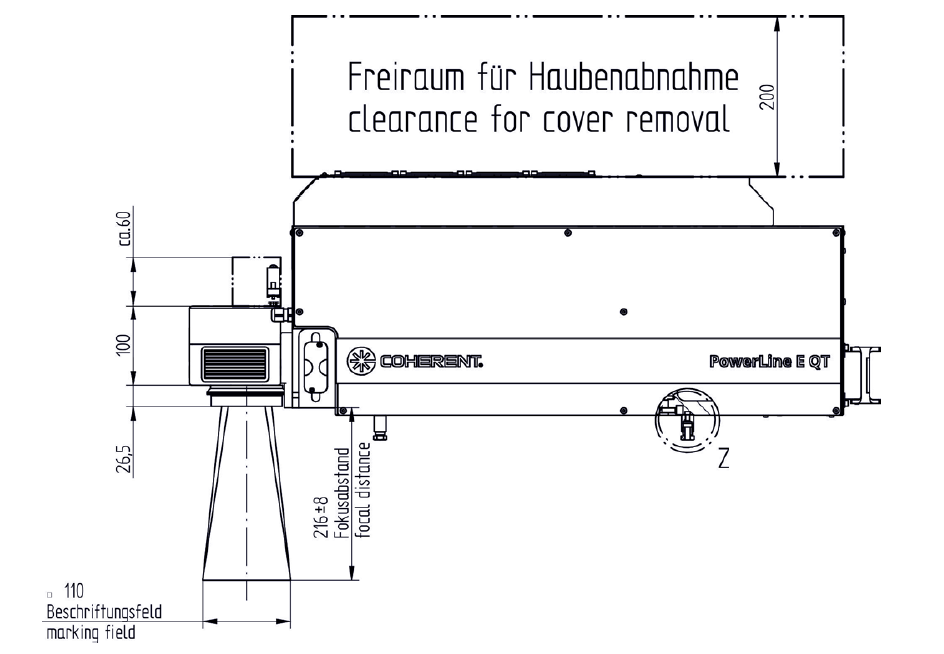 Freiraum für Haubenabnahme
clearance for cover removal
200
ca.60
100
26,5
COHERENT.
PowerLine E QT
Z
216±8
Fokusabstand
focal distance
□ 110
Beschriftungsfeld
marking field